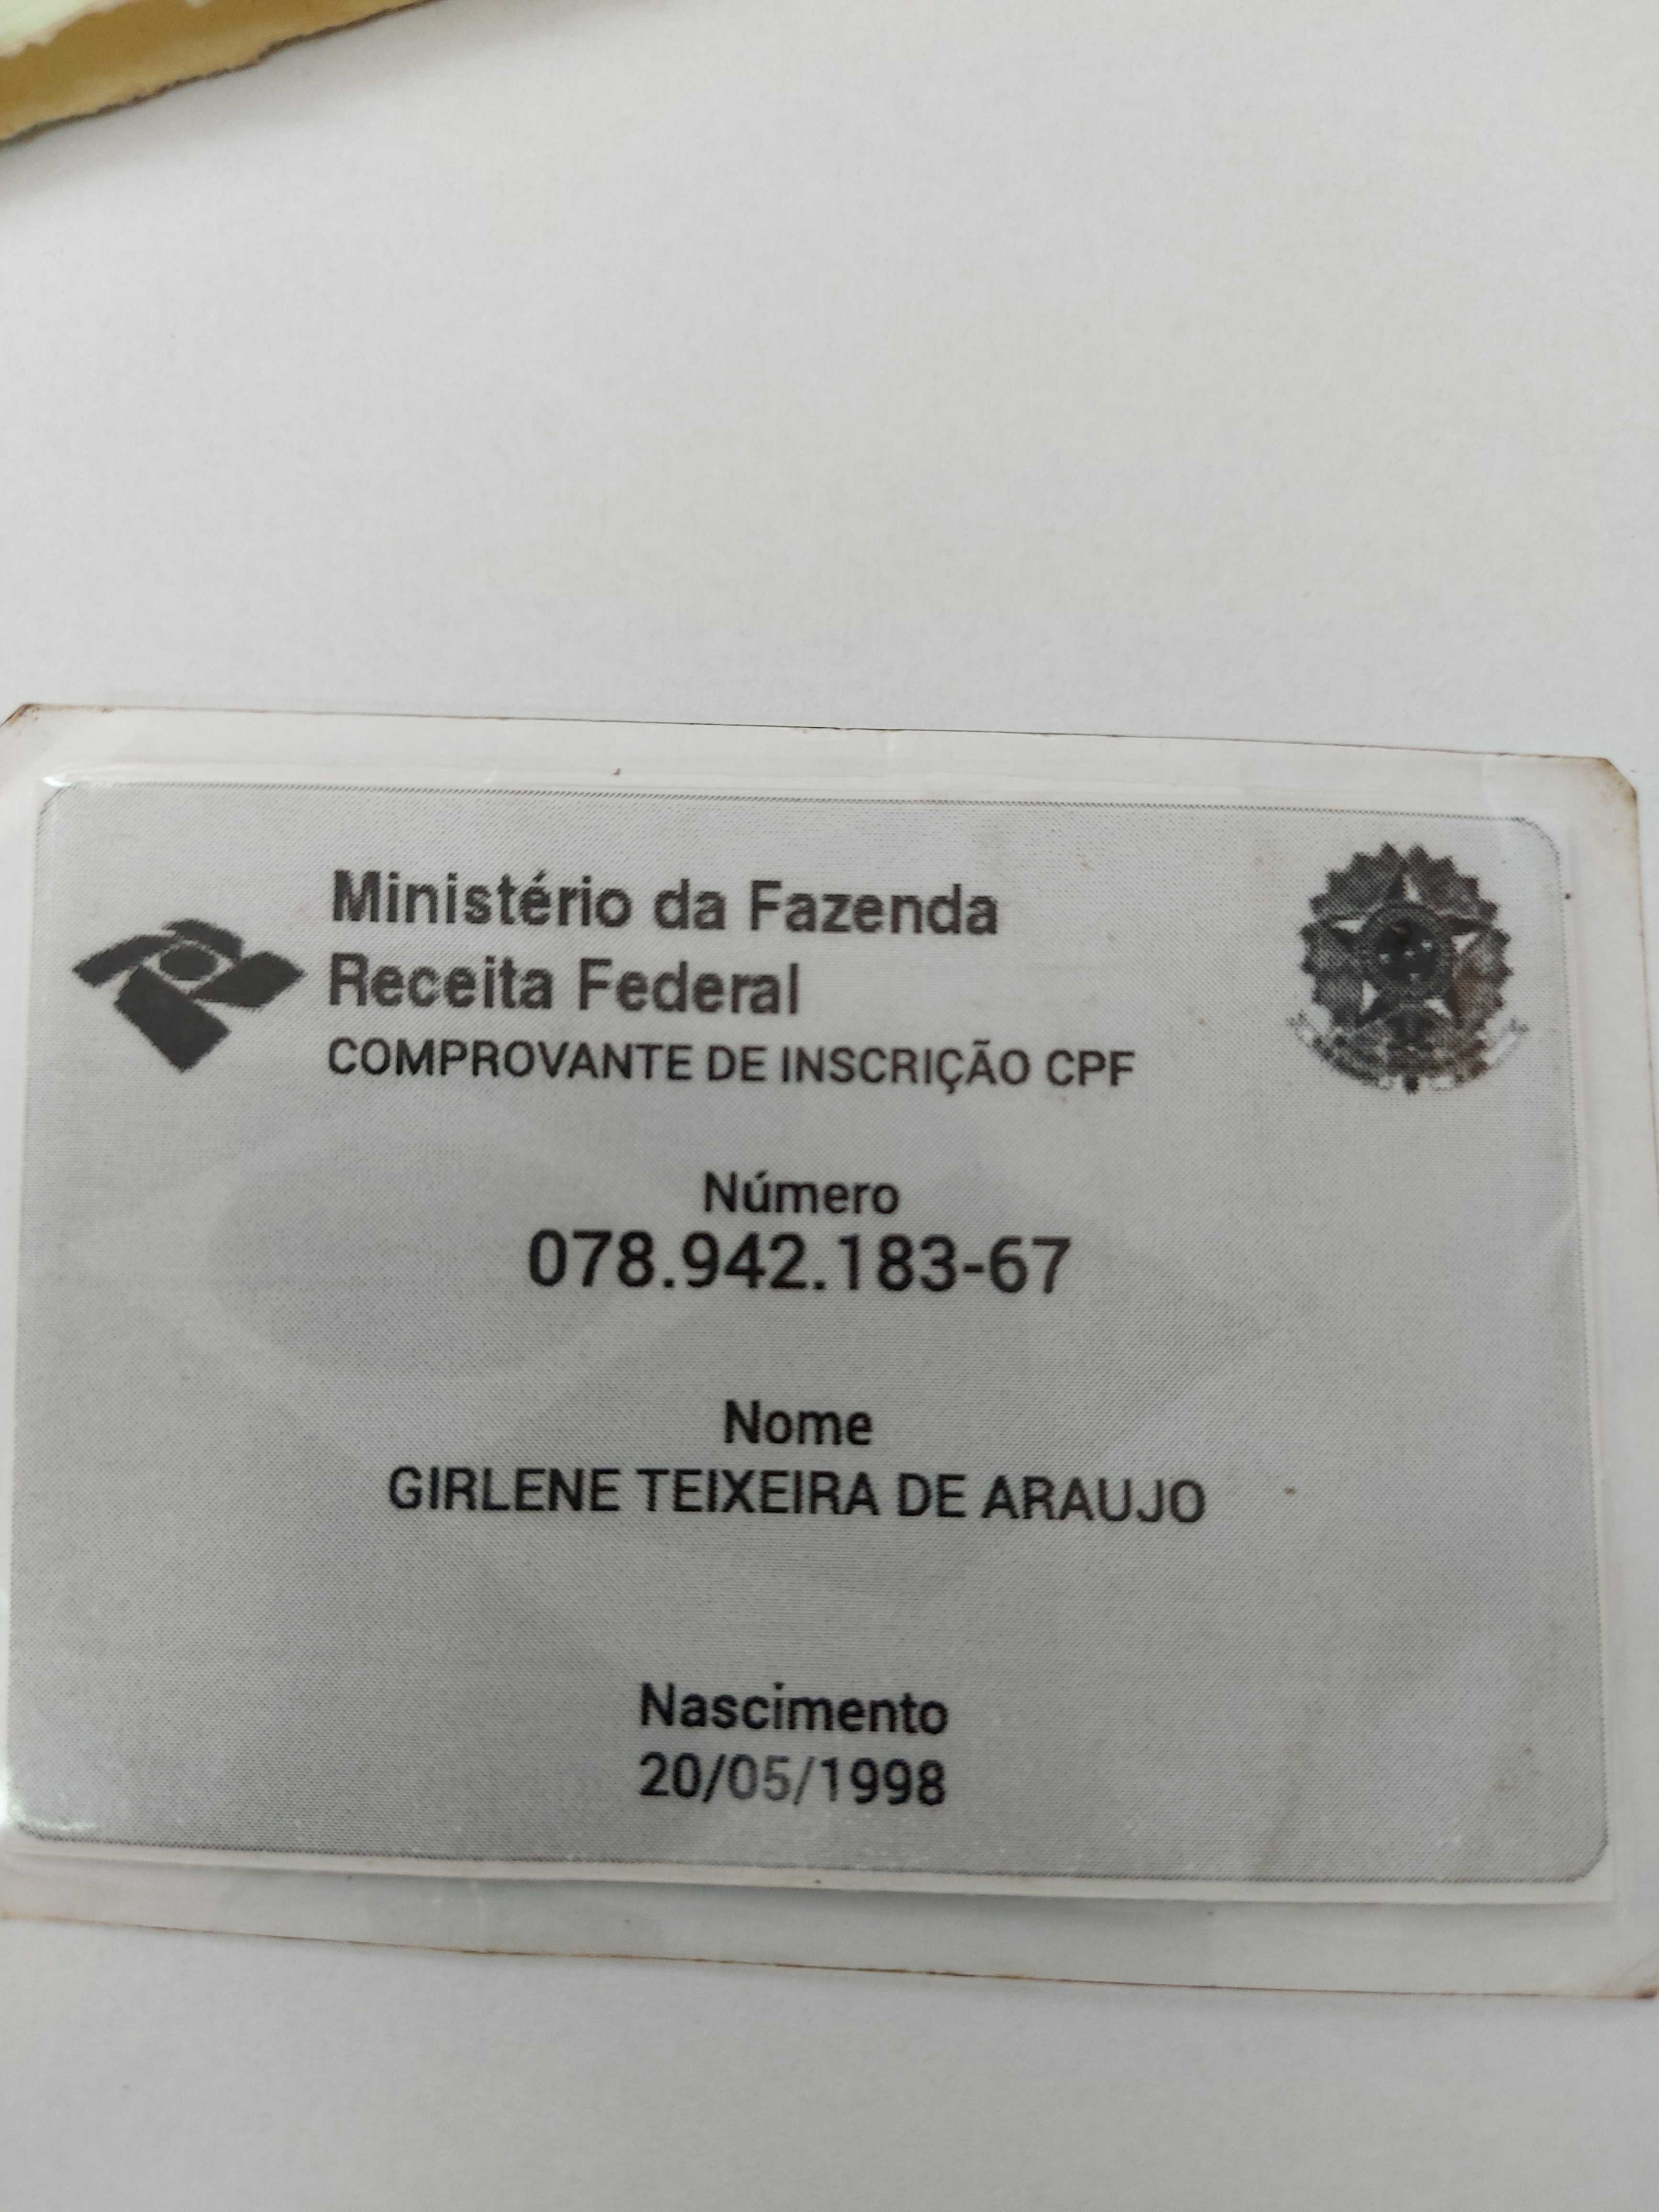 Ministério da Fazenda
Receita Federal
COMPROVANTE DE INSCRIÇÃO CPF
Número
078.942.183-67
Nome
GIRLENE TEIXEIRA DE ARAUJO
Nascimento
20/05/1998